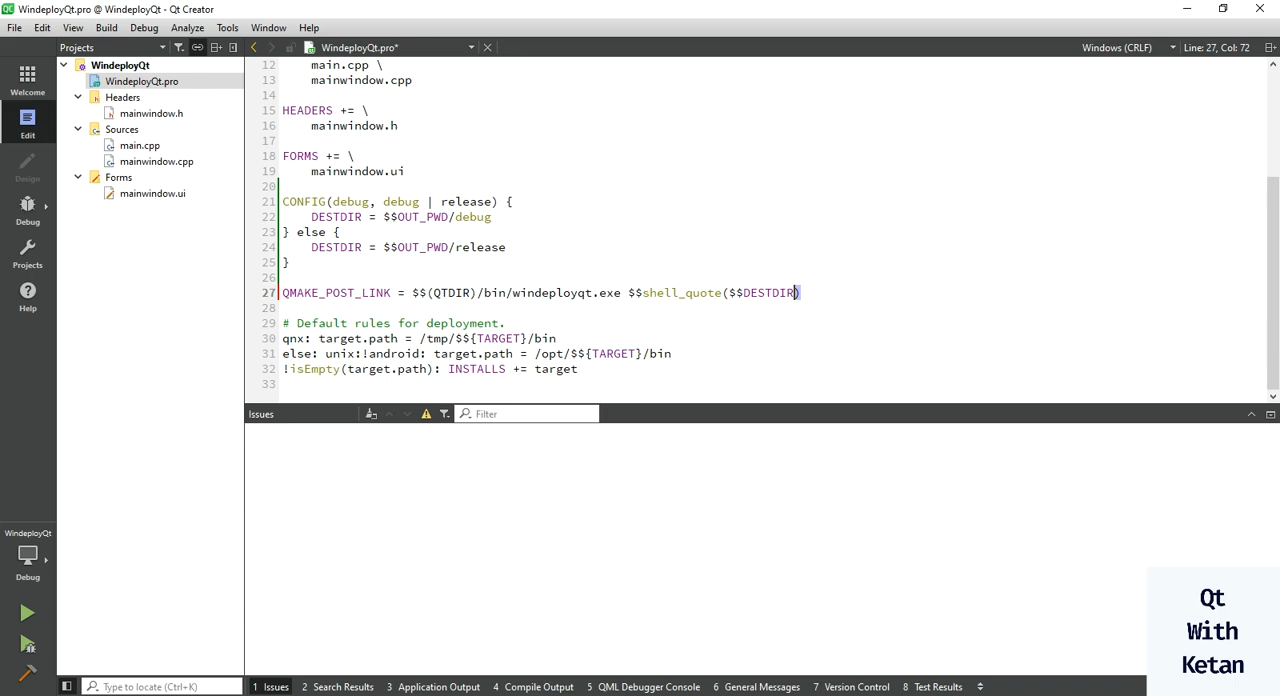 WindeployQt.pro @ WindeployQt - Qt Creator
File Edit View Build Debug Analyze Tools Window Help
Projects WindeployQt.pro* Windows (CRLF) Line: 27, Col: 72
Welcome
Edit
Design
Debug
Projects
Help
WindeployQt
Debug
WindeployQt
WindeployQt.pro
Headers
mainwindow.h
Sources
main.cpp
mainwindow.cpp
Forms
mainwindow.ui
12 main.cpp \
13 mainwindow.cpp
14
15 HEADERS += \
16 mainwindow.h
17
18 FORMS += \
19 mainwindow.ui
20
21 CONFIG(debug, debug | release) {
22 DESTDIR = $$OUT_PWD/debug
23 } else {
24 DESTDIR = $$OUT_PWD/release
25 }
26
27 QMAKE_POST_LINK = $$(QTDIR)/bin/windeployqt.exe $$shell_quote($$DESTDIR)
28
29 # Default rules for deployment.
30 qnx: target.path = /tmp/$${TARGET}/bin
31 else: unix:!android: target.path = /opt/$${TARGET}/bin
32 !isEmpty(target.path): INSTALLS += target
33
Issues Filter
Qt
With
Ketan
Type to locate (Ctrl+K) 1 Issues 2 Search Results 3 Application Output 4 Compile Output 5 QML Debugger Console 6 General Messages 7 Version Control 8 Test Results